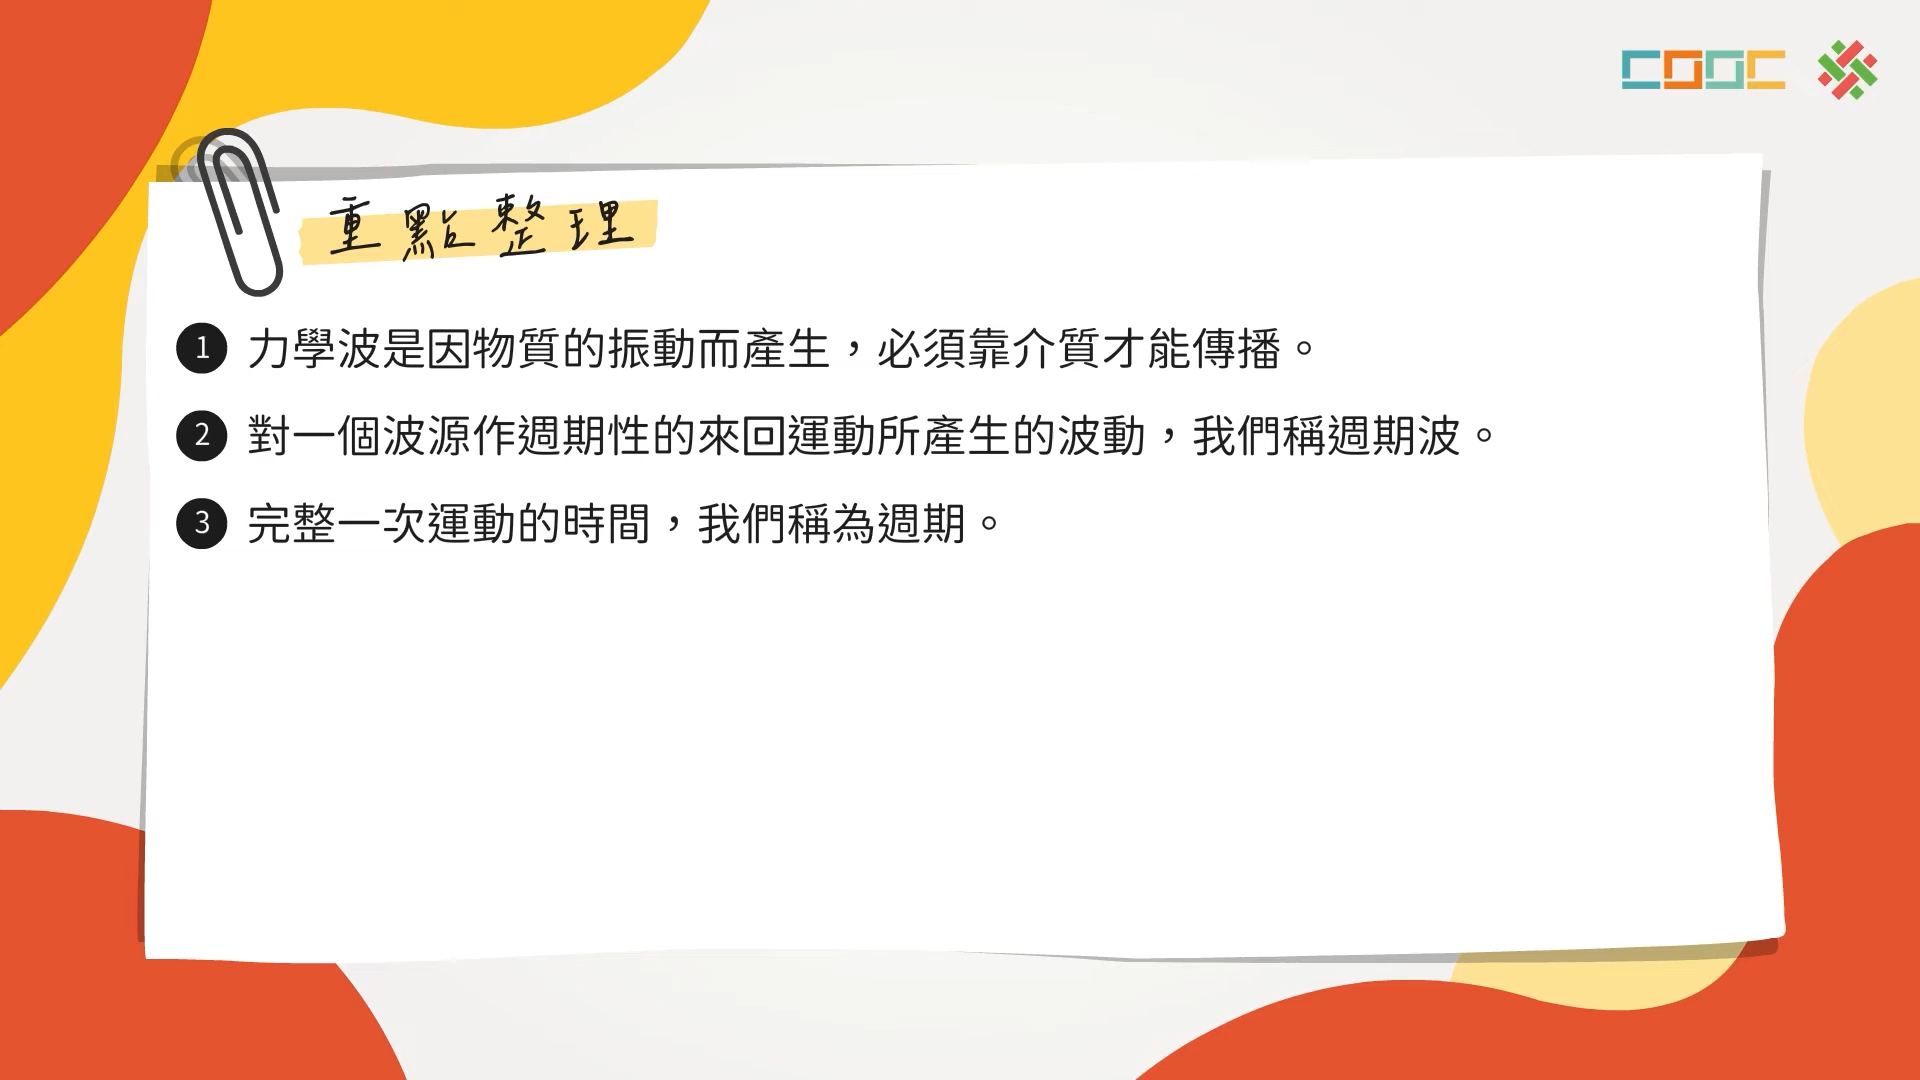 COOC
重點整理
1 力學波是因物質的振動而產生，必須靠介質才能傳播。
2 對一個波源作週期性的來回運動所產生的波動，我們稱週期波。
3 完整一次運動的時間，我們稱為週期。